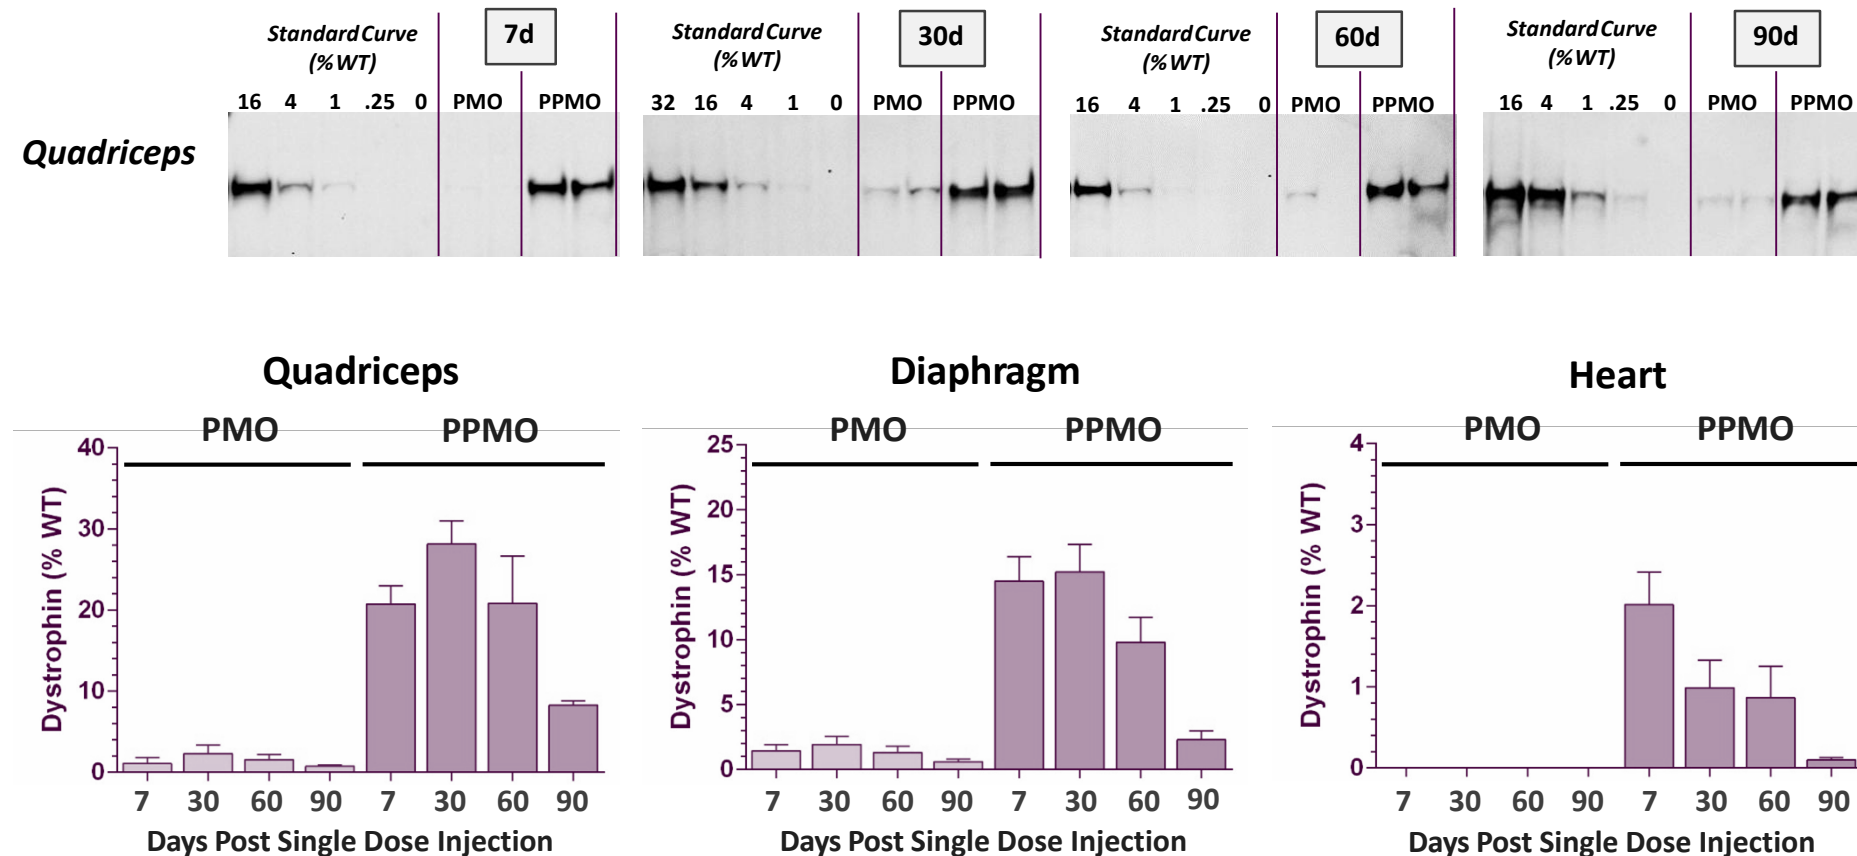 Standard Curve
(% WT)
7d
16 4 1 .25 0 PMO PPMO
Standard Curve
(% WT)
30d
32 16 4 1 0 PMO PPMO
Standard Curve
(% WT)
60d
16 4 1 .25 0 PMO PPMO
Standard Curve
(% WT)
90d
16 4 1 .25 0 PMO PPMO
Quadriceps
Quadriceps
PMO PPMO
Dystrophin (% WT)
40
30
20
10
0
7 30 60 90 7 30 60 90
Days Post Single Dose Injection
Diaphragm
PMO PPMO
Dystrophin (% WT)
25
20
15
10
5
0
7 30 60 90 7 30 60 90
Days Post Single Dose Injection
Heart
PMO PPMO
Dystrophin (% WT)
4
3
2
1
0
7 30 60 90 7 30 60 90
Days Post Single Dose Injection